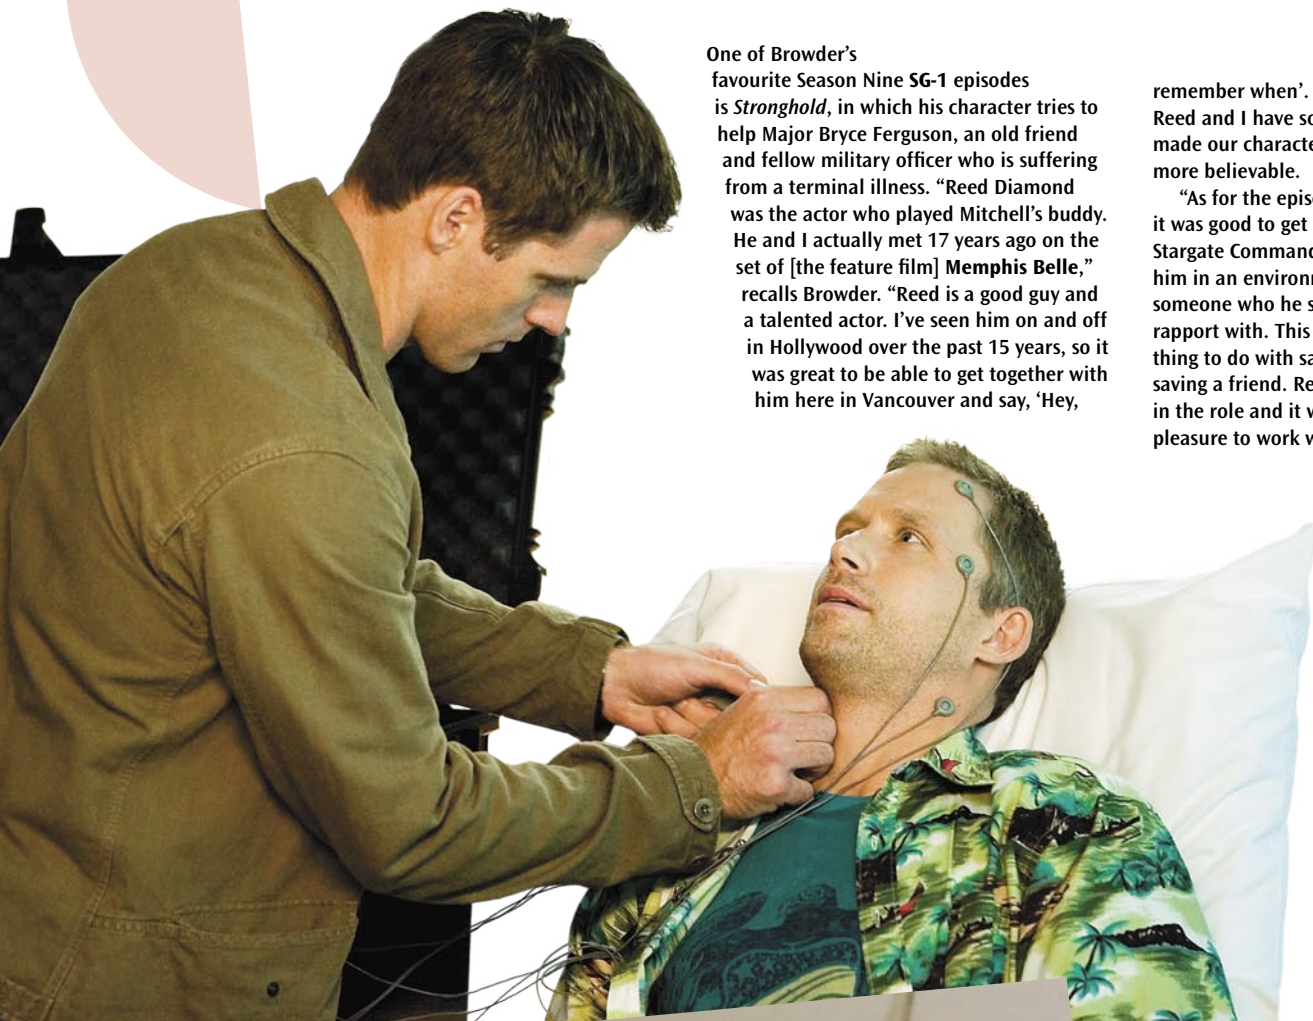 One of Browder’s
favourite Season Nine SG-1 episodes
is Stronghold, in which his character tries to
help Major Bryce Ferguson, an old friend
and fellow military officer who is suffering
from a terminal illness. “Reed Diamond
was the actor who played Mitchell’s buddy.
He and I actually met 17 years ago on the
set of [the feature film] Memphis Belle,”
recalls Browder. “Reed is a good guy and
a talented actor. I’ve seen him on and off
in Hollywood over the past 15 years, so it
was great to be able to get together with
him here in Vancouver and say, ‘Hey,
remember when’.
Reed and I have
made our
more believable.
“As for the
it was good to get
Stargate
him in an
someone who he
rapport with. This
thing to do with
saving a friend.
in the role and it
pleasure to work